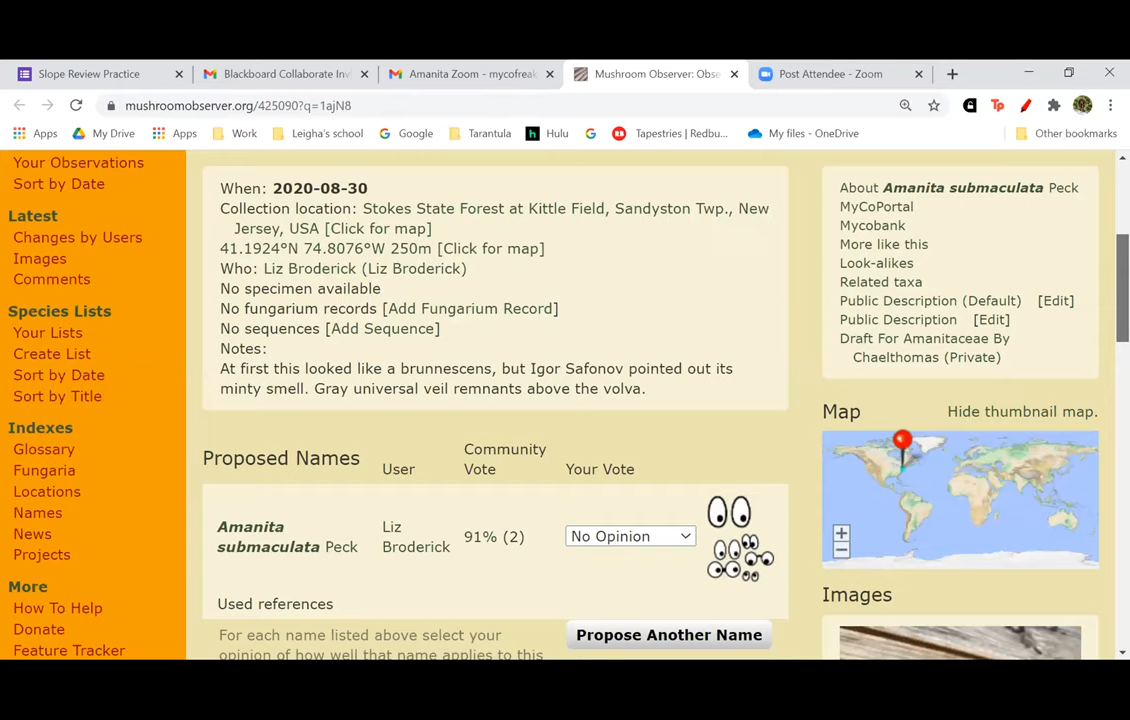 Slope Review Practice
Blackboard Collaborate Inv
Amanita Zoom - mycofreak
Mushroom Observer: Obse
Post Attendee - Zoom
mushroomobserver.org/425090?q=1ajN8
Apps
My Drive
Apps
Work
Leigha's school
Google
Tarantula
Hulu
Tapestries | Redbu...
My files - OneDrive
Other bookmarks
Your Observations
Sort by Date
Latest
Changes by Users
Images
Comments
Species Lists
Your Lists
Create List
Sort by Date
Sort by Title
Indexes
Glossary
Fungaria
Locations
Names
News
Projects
More
How To Help
Donate
Feature Tracker
When: 2020-08-30
Collection location: Stokes State Forest at Kittle Field, Sandyston Twp., New
Jersey, USA [Click for map]
41.1924°N 74.8076°W 250m [Click for map]
Who: Liz Broderick (Liz Broderick)
No specimen available
No fungarium records [Add Fungarium Record]
No sequences [Add Sequence]
Notes:
At first this looked like a brunnescens, but Igor Safonov pointed out its
minty smell. Gray universal veil remnants above the volva.
Proposed Names
User
Community
Vote
Your Vote
Amanita
submaculata Peck
Liz
Broderick
91% (2)
No Opinion
Used references
For each name listed above select your
opinion of how well that name applies to this
Propose Another Name
About Amanita submaculata Peck
MyCoPortal
Mycobank
More like this
Look-alikes
Related taxa
Public Description (Default) [Edit]
Public Description [Edit]
Draft For Amanitaceae By
Chaelthomas (Private)
Map
Hide thumbnail map.
Images